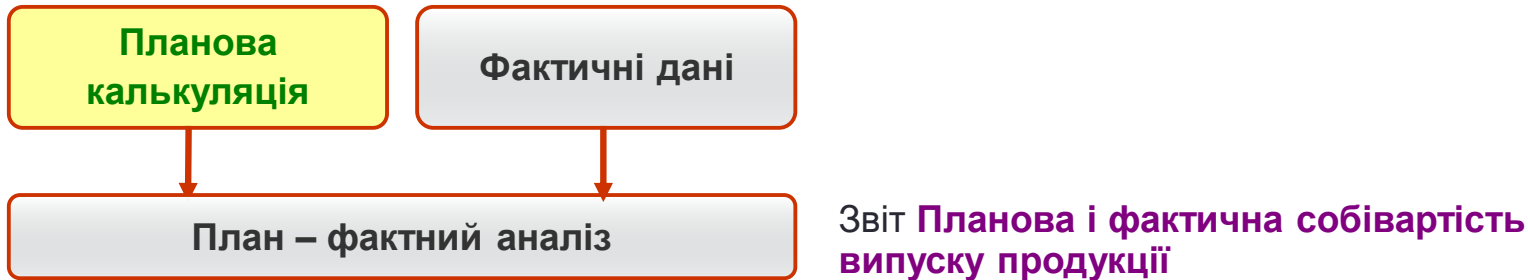 Планова
калькуляція
Фактичні дані
План – фактний аналіз
Звіт Планова і фактична собівартість
випуску продукції